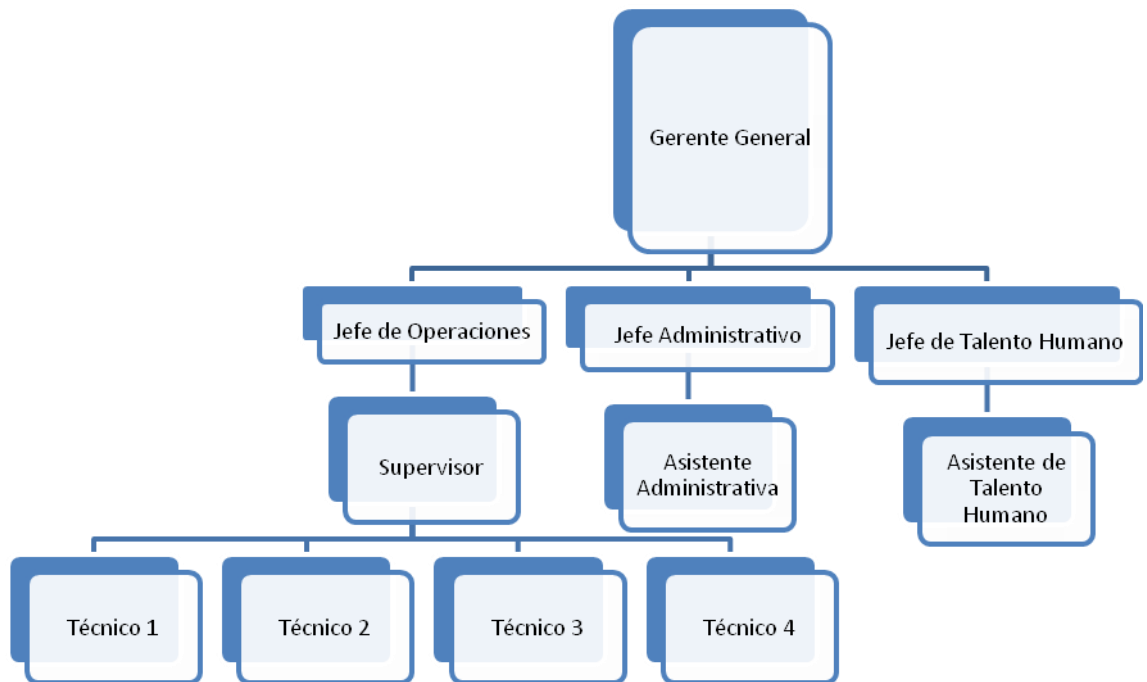 Gerente General
Jefe de Operaciones
Jefe Administrativo
Jefe de Talento Humano
Supervisor
Asistente
Administrativa
Asistente de
Talento
Humano
Técnico 1
Técnico 2
Técnico 3
Técnico 4